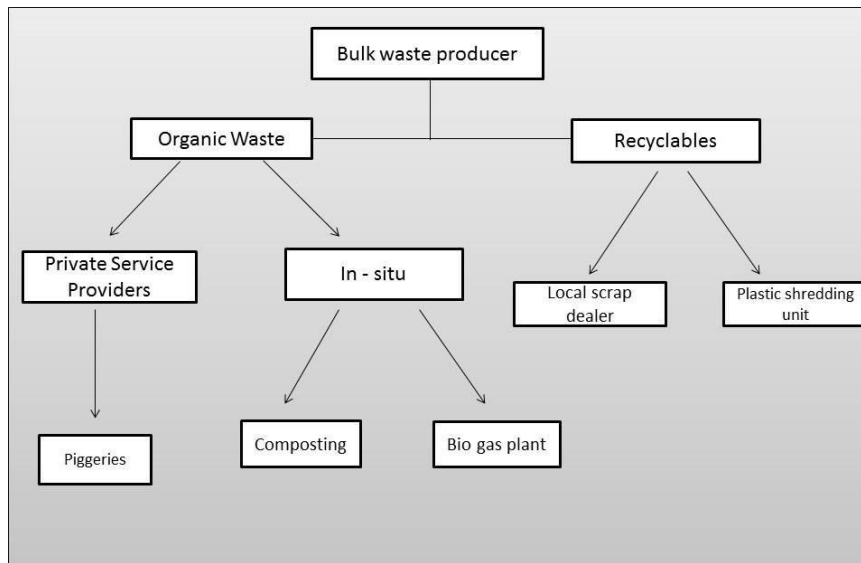 Bulk waste producer
Organic Waste
Recyclables
Private Service
Providers
In - situ
Local scrap
dealer
Plastic shredding
unit
Piggeries
Composting
Bio gas plant